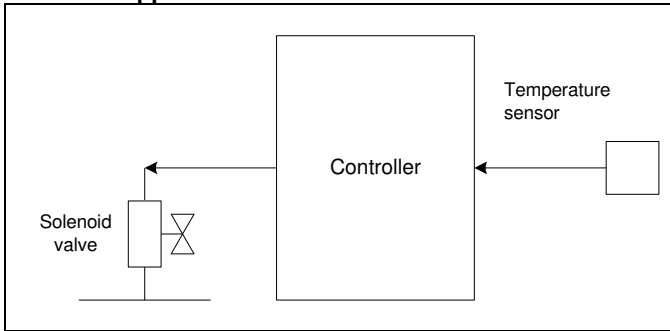 Temperature
sensor
Controller
Solenoid
valve